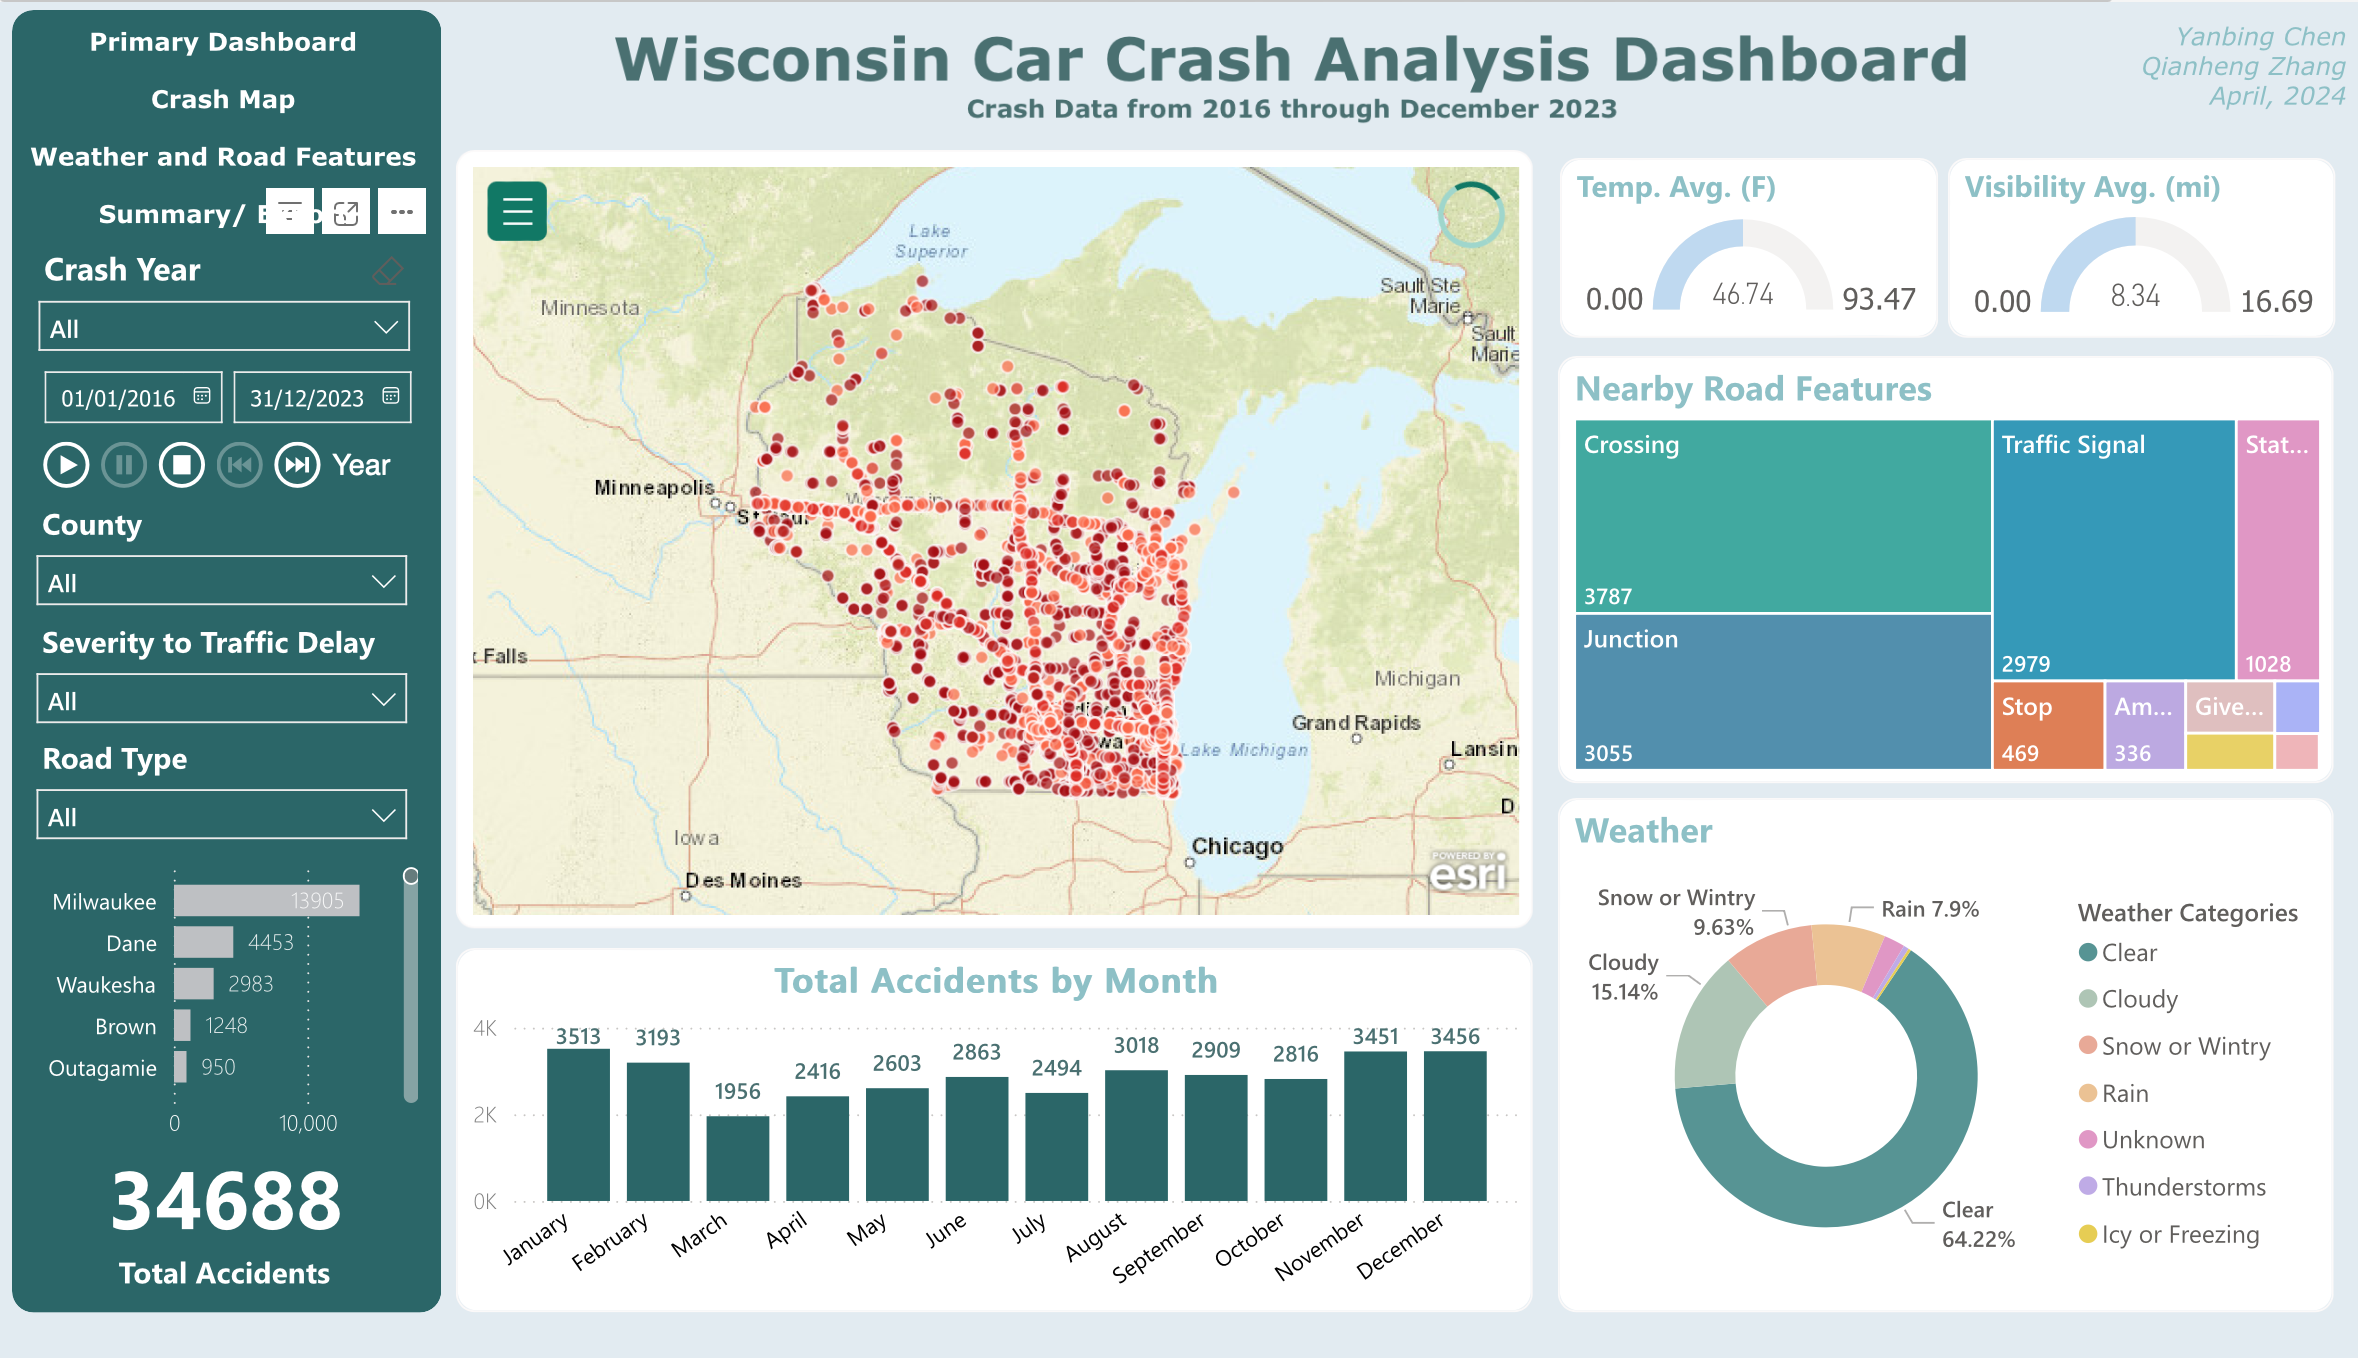 Primary Dashboard
Crash Map
Weather and Road Features
Summary/
Crash Year
All
01/01/2016
31/12/2023
Year
County
All
Severity to Traffic Delay
All
Road Type
All
Milwaukee 13905
Dane 4453
Waukesha 2983
Brown 1248
Outagamie 950
0 10,000
34688
Total Accidents
Wisconsin Car Crash Analysis Dashboard
Crash Data from 2016 through December 2023
Yanbing Chen
Qianheng Zhang
April, 2024
Lake
Superior
Minnesota
Sault Ste
Marie
Sault
Marie
Minneapolis
Falls
Michigan
Grand Rapids
Lansin
Lake Michigan
D
Iowa
Chicago
Des Moines
POWERED BY
esri
Total Accidents by Month
4K
2K
0K
3513 3193 1956 2416 2603 2863 2494 3018 2909 2816 3451 3456
January February March April May June July August September October November December
Temp. Avg. (F)
0.00 46.74 93.47
Visibility Avg. (mi)
0.00 8.34 16.69
Nearby Road Features
Crossing
3787
Junction
3055
Traffic Signal
2979
Stat...
1028
Stop
469
Am...
336
Give...
Weather
Snow or Wintry
9.63%
Rain 7.9%
Cloudy
15.14%
Clear
64.22%
Weather Categories
Clear
Cloudy
Snow or Wintry
Rain
Unknown
Thunderstorms
Icy or Freezing